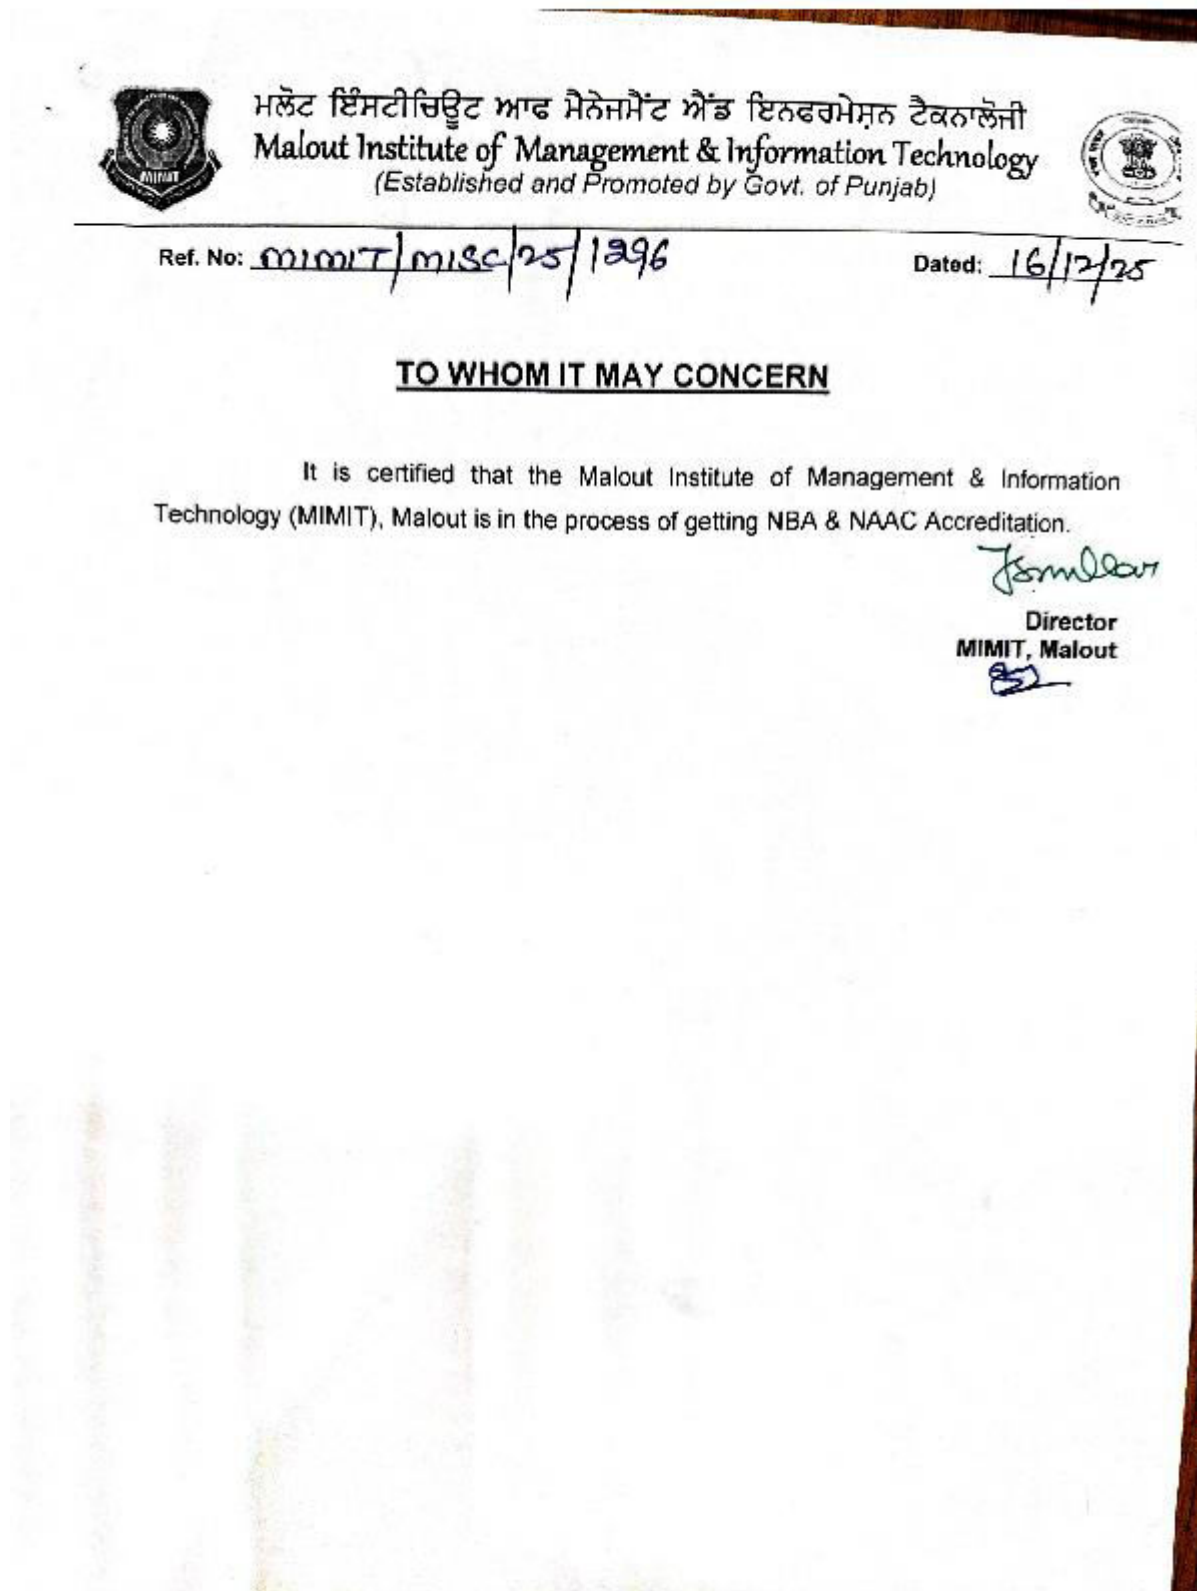 ਮਲੋਟ ਇੰਸਟੀਚਿਊਟ ਆਫ ਮੈਨੇਜਮੈਂਟ ਐਂਡ ਇਨਫਰਮੇਸ਼ਨ ਟੈਕਨਾਲੋਜੀ
Malout Institute of Management & Information Technology
(Established and Promoted by Govt. of Punjab)
MIMIT
Ref. No: MIMIT/MISC/25/1296
Dated: 16/12/25
TO WHOM IT MAY CONCERN
It is certified that the Malout Institute of Management & Information
Technology (MIMIT), Malout is in the process of getting NBA & NAAC Accreditation.
Director
MIMIT, Malout